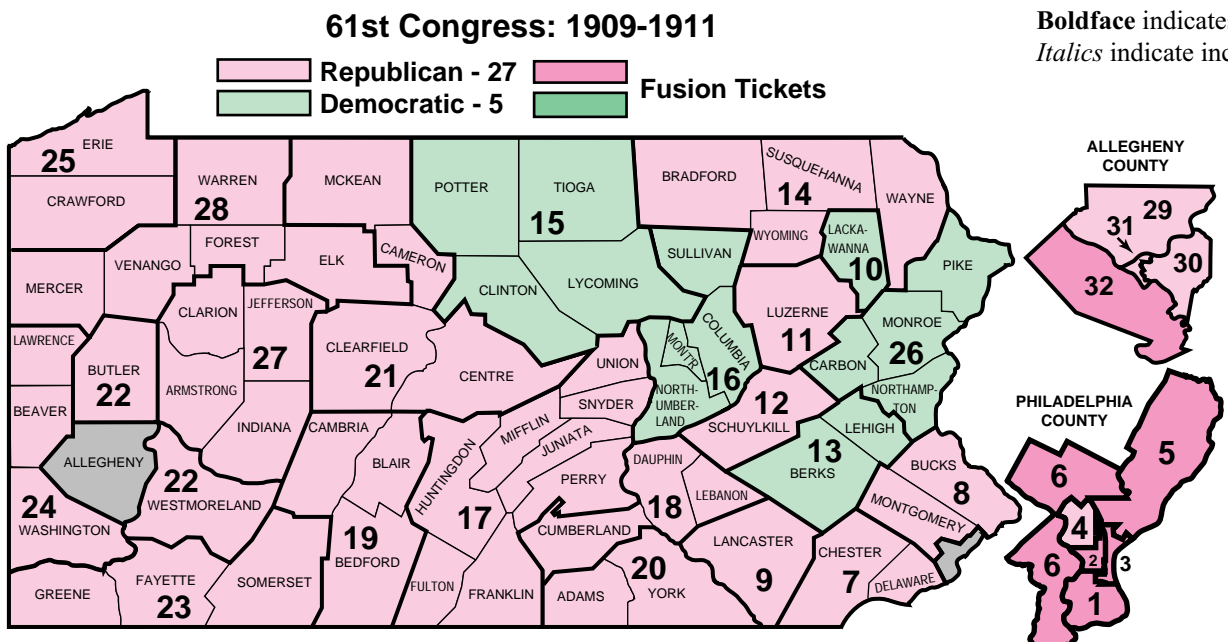 61st Congress: 1909-1911
Boldface indicates
Italics indicate inc
Republican - 27
Democratic - 5
Fusion Tickets
ERIE
25
CRAWFORD
WARREN
28
MCKEAN
POTTER
TIOGA
15
BRADFORD
SUSQUEHANNA
14
WAYNE
WYOMING
FOREST
VENANGO
ELK
CAMERON
SULLIVAN
LACKA-
WANNA
10
PIKE
MERCER
CLINTON
LYCOMING
CLARION
JEFFERSON
27
LUZERNE
11
MONROE
26
LAWRENCE
BUTLER
22
CLEARFIELD
21
CENTRE
UNION
MONTR
COLUMBIA
16
CARBON
ARMSTRONG
SNYDER
NORTH-
UMBER-
LAND
12
SCHUYLKILL
NORTHAMP-
TON
BEAVER
INDIANA
CAMBRIA
MIFFLIN
JUNIATA
LEHIGH
13
BERKS
ALLEGHENY
BLAIR
HUNTINGDON
PERRY
DAUPHIN
LEBANON
BUCKS
8
22
WESTMORELAND
24
WASHINGTON
17
CUMBERLAND
18
MONTGOMERY
19
BEDFORD
LANCASTER
9
CHESTER
7
DELAWARE
GREENE
FAYETTE
23
SOMERSET
FULTON
FRANKLIN
ADAMS
20
YORK
ALLEGHENY
COUNTY
29
31
30
32
PHILADELPHIA
COUNTY
5
6
4
6
2
3
1